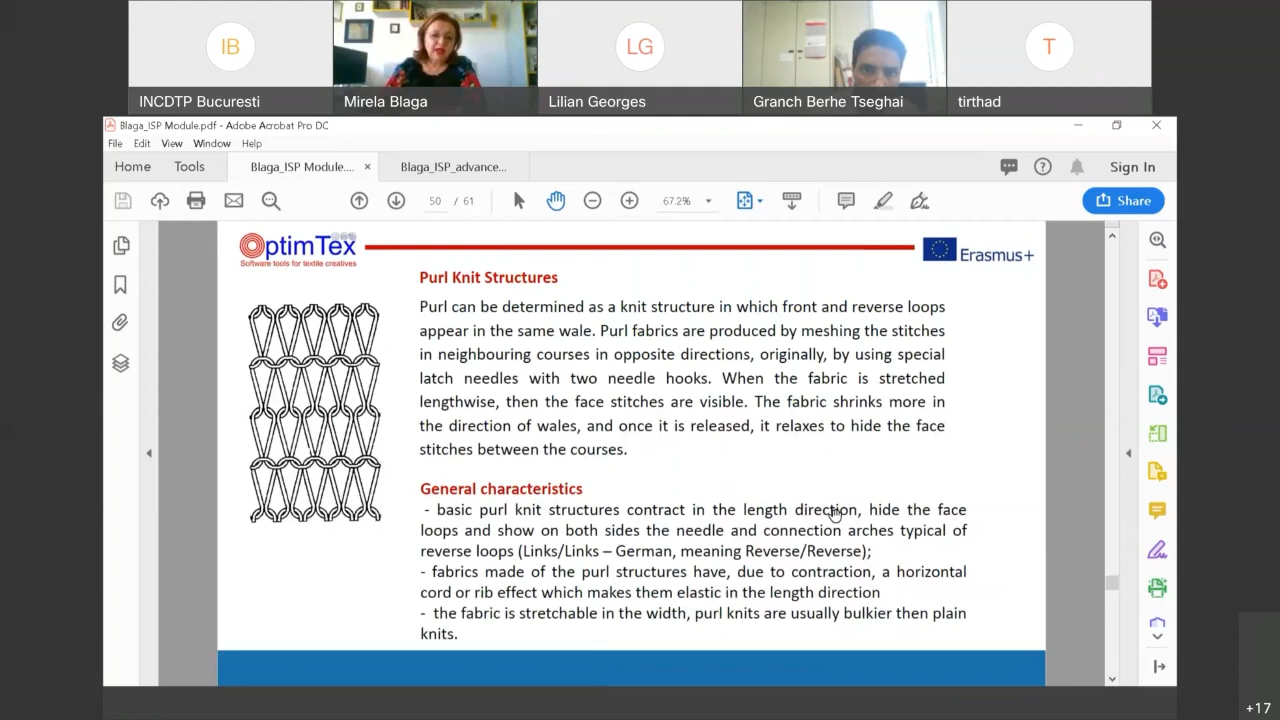 IB
LG
T
INCDTP Bucuresti
Mirela Blaga
Lilian Georges
Granch Berhe Tseghai
tirthad
Blaga_ISP Module.pdf - Adobe Acrobat Pro DC
File Edit View Window Help
Home Tools Blaga_ISP Module.... × Blaga_ISP_advance... Sign In
50 / 61 67.2% Share
OptimTex
Software tools for textile creatives
Erasmus+
Purl Knit Structures
Purl can be determined as a knit structure in which front and reverse loops
appear in the same wale. Purl fabrics are produced by meshing the stitches
in neighbouring courses in opposite directions, originally, by using special
latch needles with two needle hooks. When the fabric is stretched
lengthwise, then the face stitches are visible. The fabric shrinks more in
the direction of wales, and once it is released, it relaxes to hide the face
stitches between the courses.
General characteristics
- basic purl knit structures contract in the length direction, hide the face
loops and show on both sides the needle and connection arches typical of
reverse loops (Links/Links – German, meaning Reverse/Reverse);
- fabrics made of the purl structures have, due to contraction, a horizontal
cord or rib effect which makes them elastic in the length direction
- the fabric is stretchable in the width, purl knits are usually bulkier then plain
knits.
+17